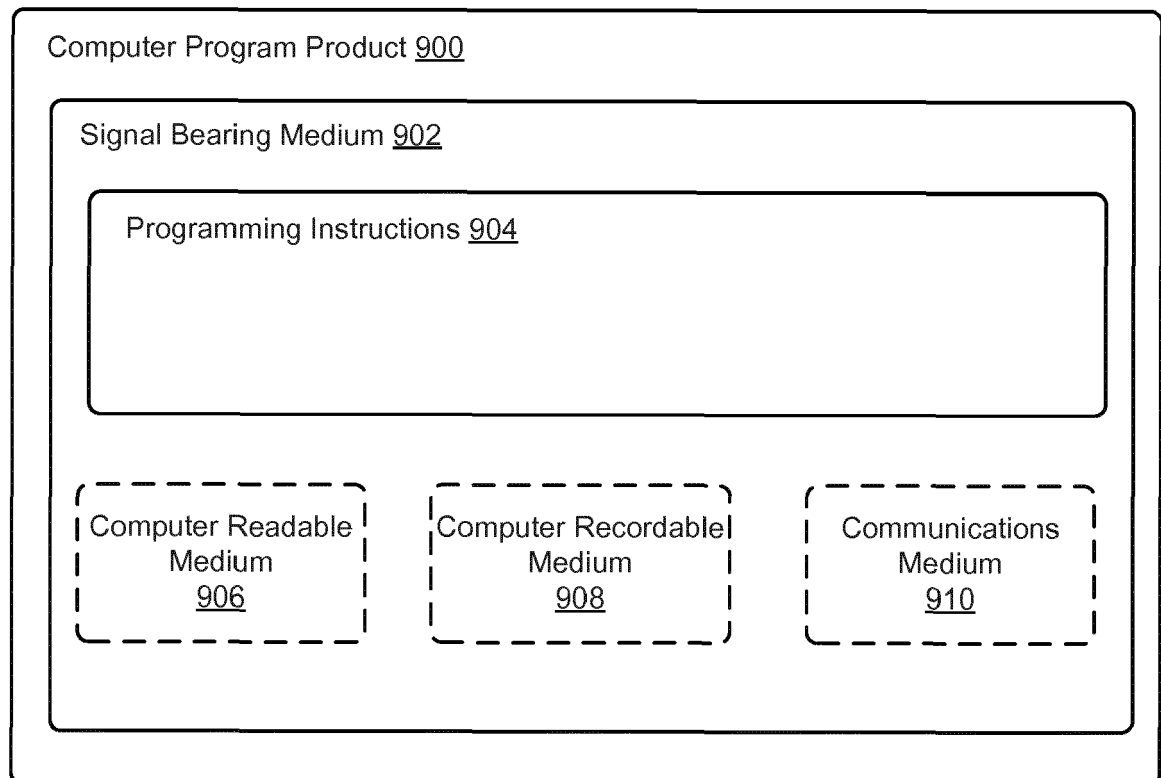 Computer Program Product 900
Signal Bearing Medium 902
Programming Instructions 904
Computer Readable
Medium
906
Computer Recordable
Medium
908
Communications
Medium
910